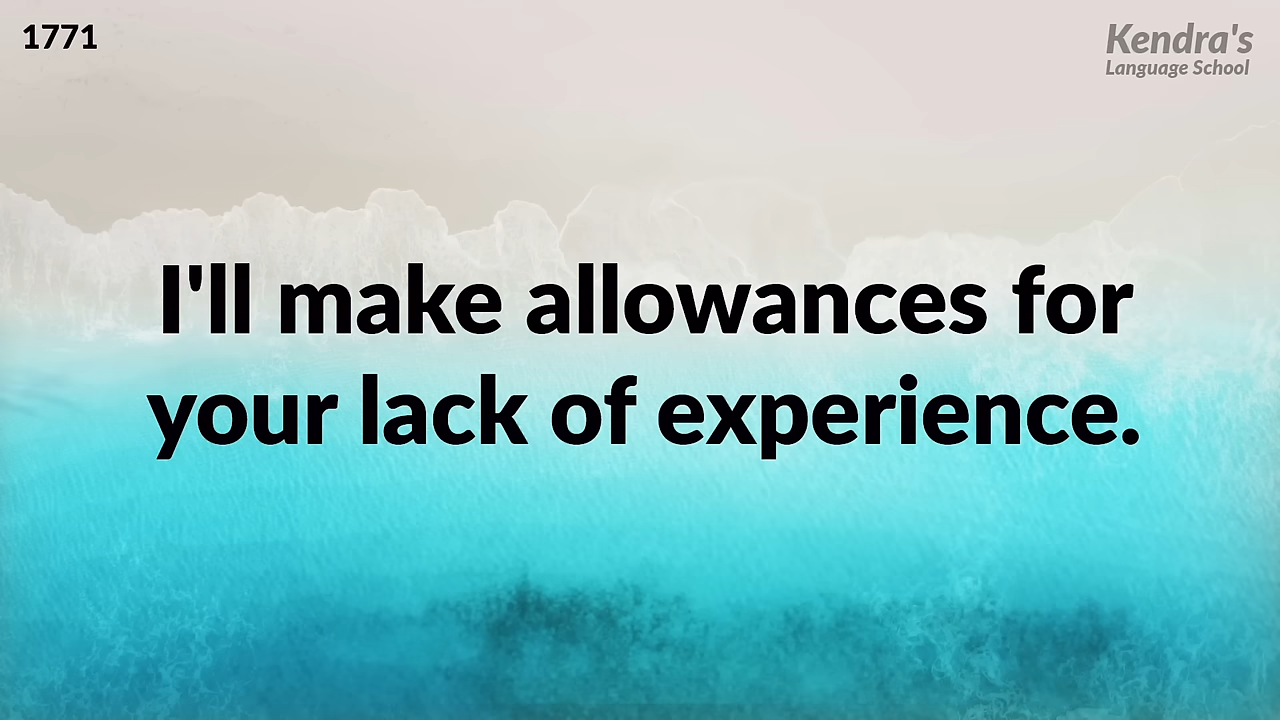 1771
Kendra's
Language School
I'll make allowances for
your lack of experience.